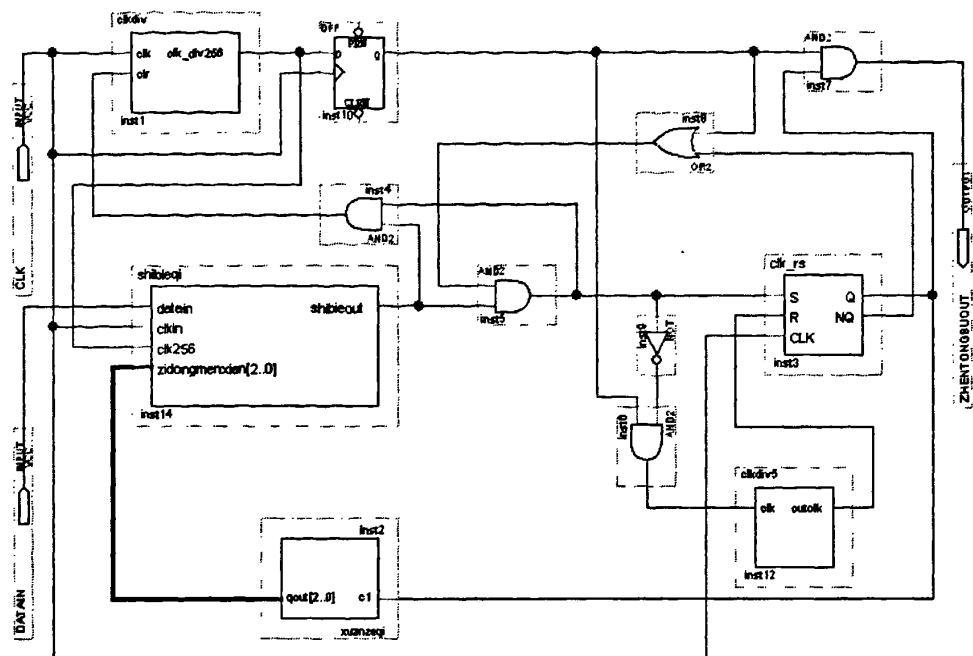 clkdiv
clk clk_div256
clr
inst1
DFF
PRN
D Q
CLRN
inst10
AND2
inst7
inst8
OR2
INPUT
VCC
CLK
inst4
AND2
OUTPUT
ZHENTONGBUOUT
shibieqi
datein shibieout
clkin
clk256
zidongmenxian[2..0]
inst14
AND2
inst5
clk_rs
S Q
R NQ
CLK
inst3
inst9
NOT
AND2
INPUT
VCC
DATAIN
clkdiv5
clk outclk
inst12
inst2
qout[2..0] c1
xuanzeqi